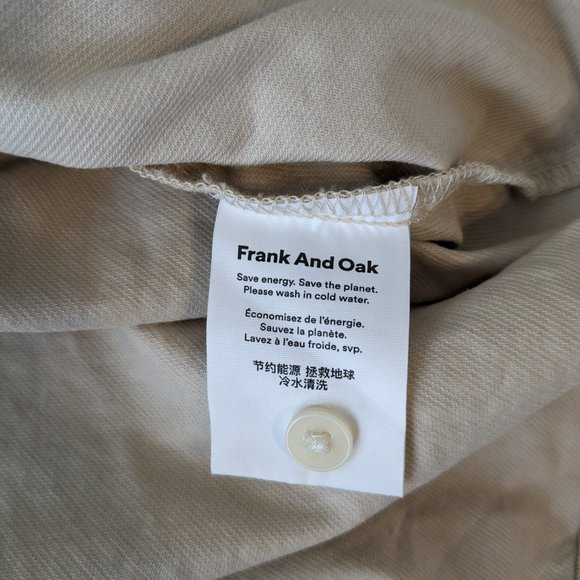 Frank And Oak
Save energy. Save the planet.
Please wash in cold water.
Économisez de l'énergie.
Sauvez la planète.
Lavez à l'eau froide, svp.
节约能源 拯救地球
冷水清洗